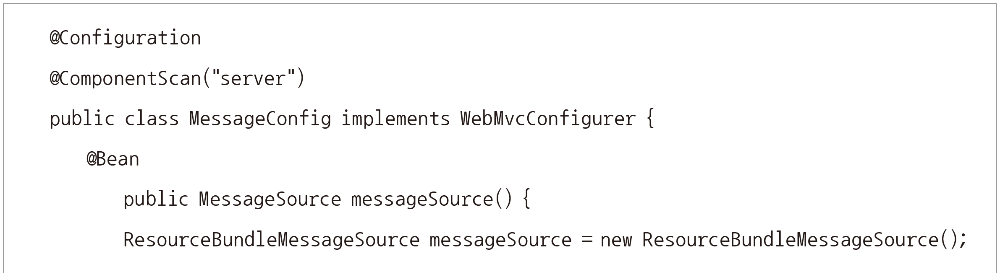 @Configuration
@ComponentScan("server")
public class MessageConfig implements WebMvcConfigurer {
@Bean
public MessageSource messageSource() {
ResourceBundleMessageSource messageSource = new ResourceBundleMessageSource();